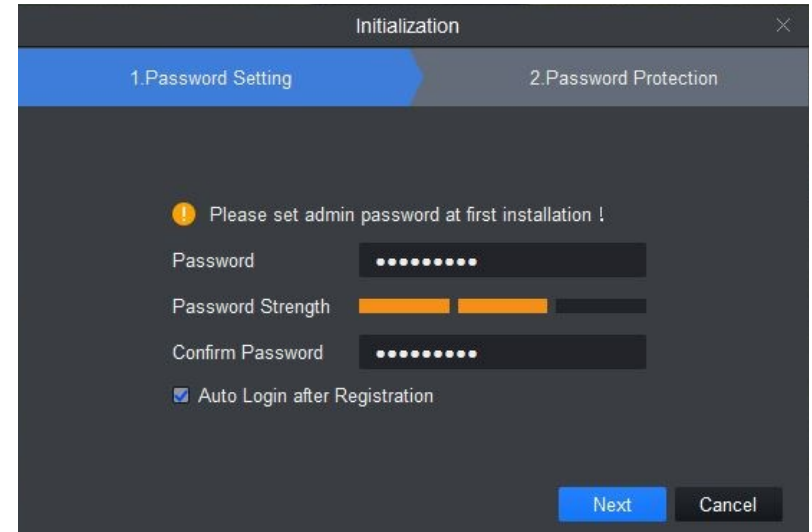 Initialization
1.Password Setting
2.Password Protection
Please set admin password at first installation !
Password
●●●●●●●●●
Password Strength
Confirm Password
●●●●●●●●●
Auto Login after Registration
Next
Cancel